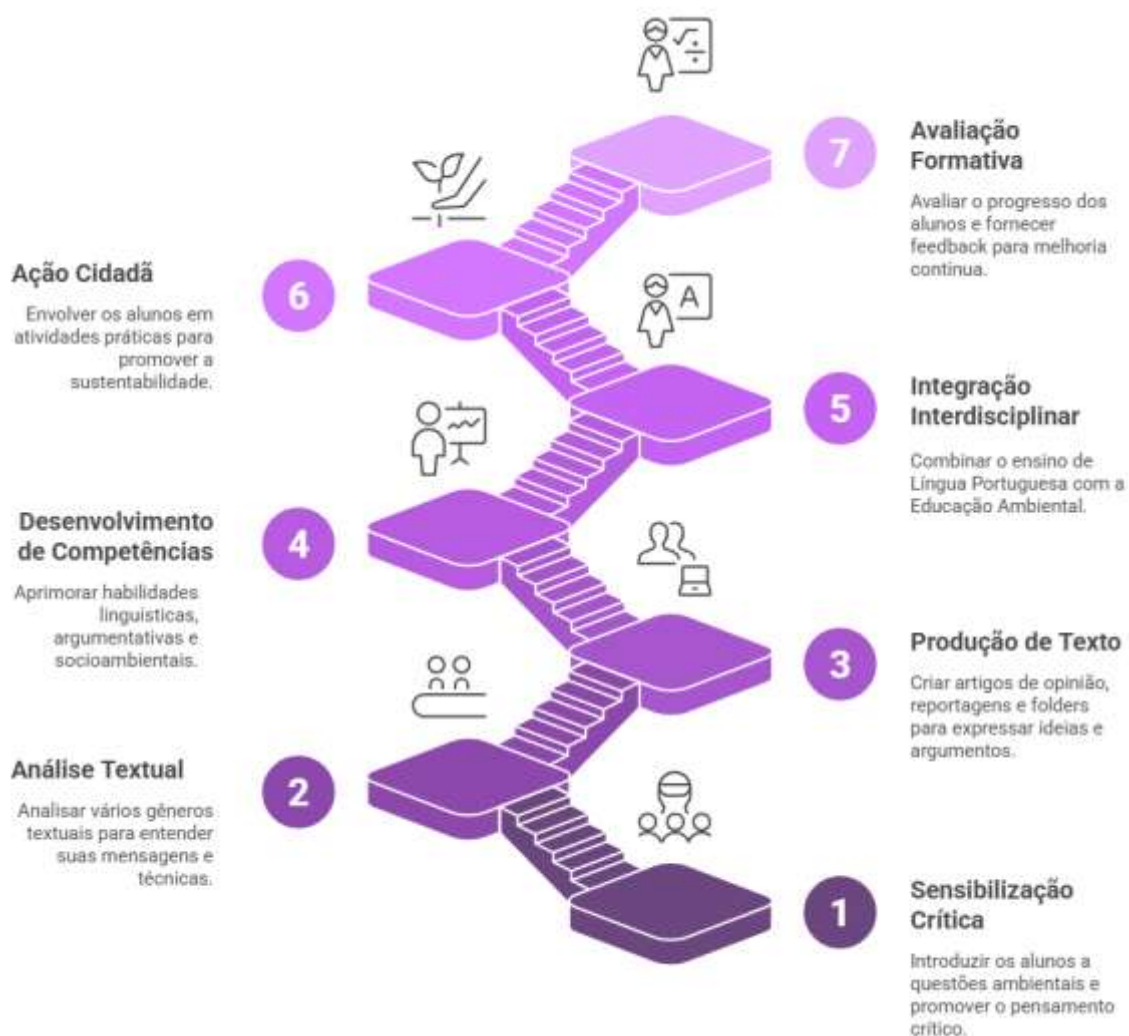 7
Avaliação
Formativa
Avaliar o progresso dos
alunos e fornecer
feedback para melhoria
contínua.
Ação Cidadã
6
Envolver os alunos em
atividades práticas para
promover a
sustentabilidade.
A
5
Integração
Interdisciplinar
Combinar o ensino de
Língua Portuguesa com a
Educação Ambiental.
Desenvolvimento
de Competências
4
Aprimorar habilidades
linguísticas,
argumentativas e
socioambientais.
3
Produção de Texto
Criar artigos de opinião,
reportagens e folders
para expressar ideias e
argumentos.
Análise Textual
2
Analisar vários gêneros
textuais para entender
suas mensagens e
técnicas.
1
Sensibilização
Crítica
Introduzir os alunos a
questões ambientais e
promover o pensamento
crítico.